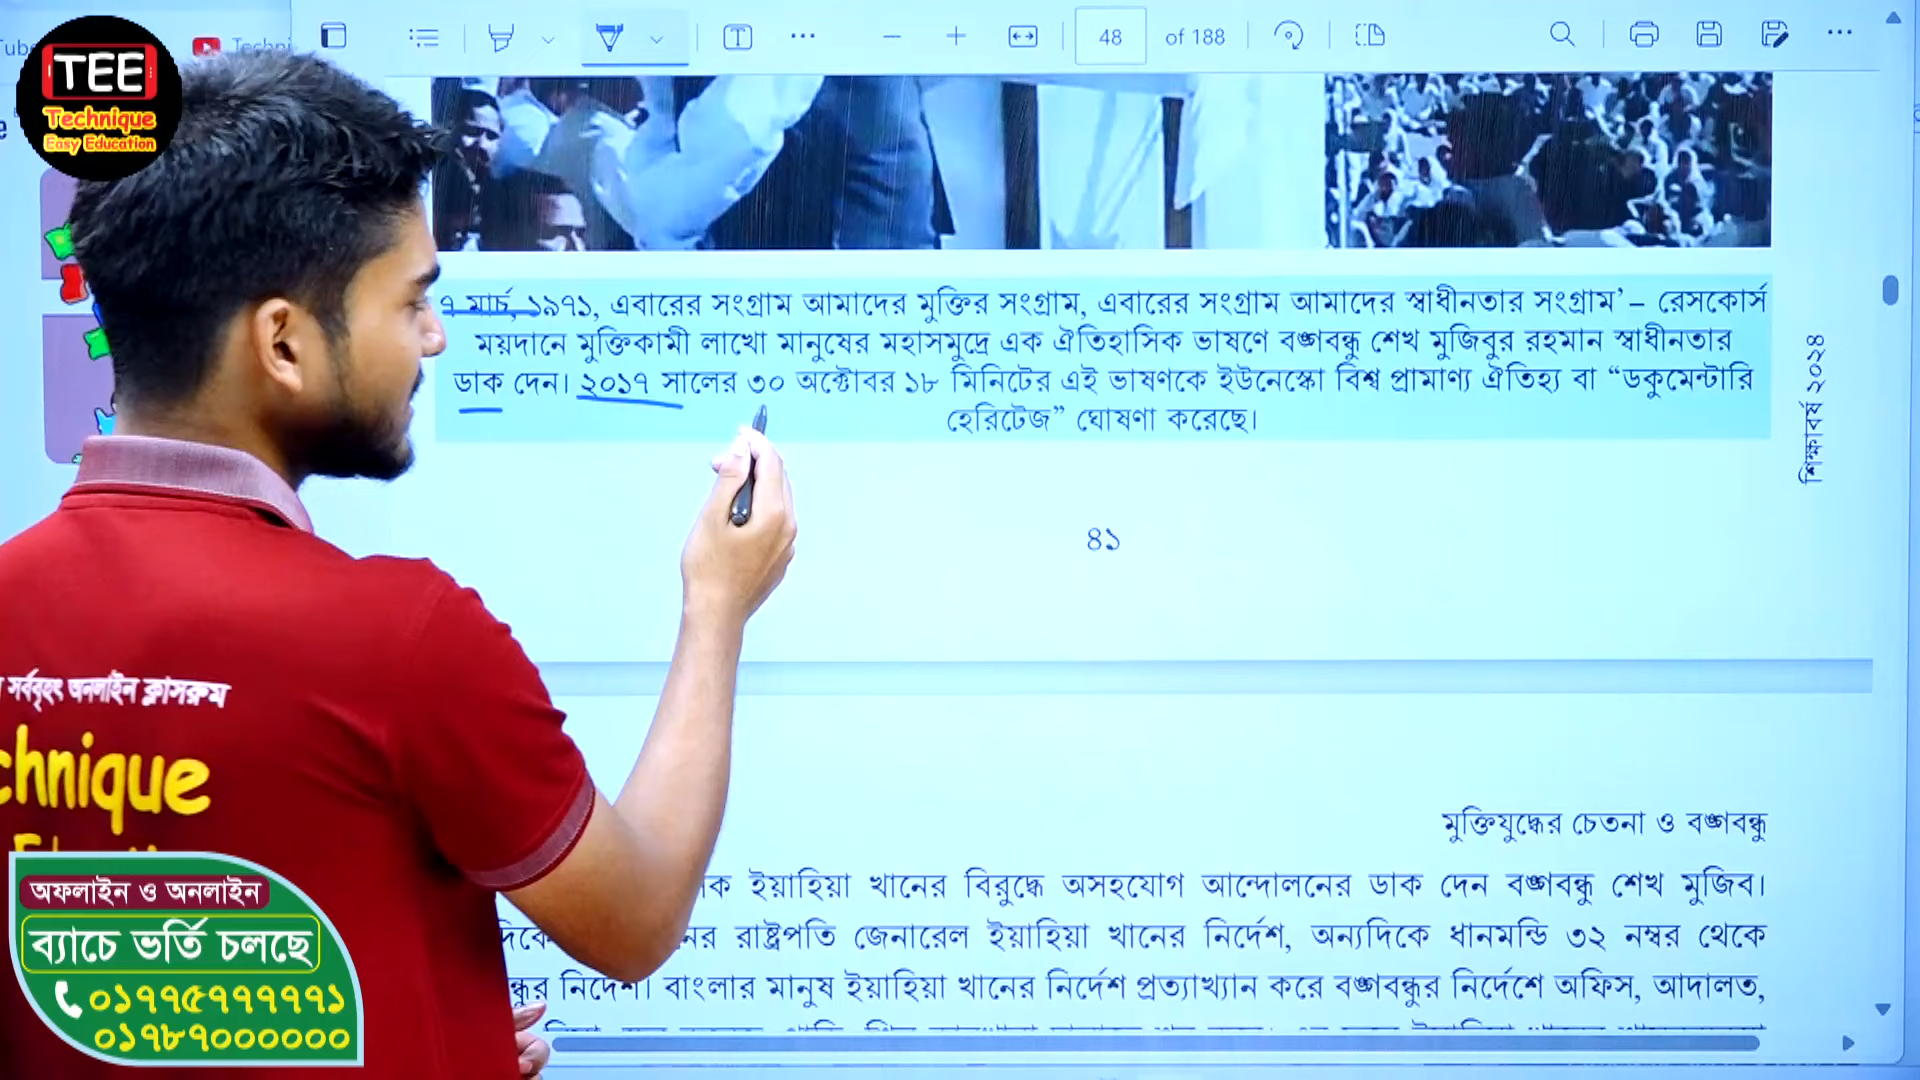 TEE
Technique
Easy Education
Techni
48 of 188
৭ মার্চ, ১৯৭১, এবারের সংগ্রাম আমাদের মুক্তির সংগ্রাম, এবারের সংগ্রাম আমাদের স্বাধীনতার সংগ্রাম’– রেসকোর্স
ময়দানে মুক্তিকামী লাখো মানুষের মহাসমুদ্রে এক ঐতিহাসিক ভাষণে বঙ্গবন্ধু শেখ মুজিবুর রহমান স্বাধীনতার
ডাক দেন। ২০১৭ সালের ৩০ অক্টোবর ১৮ মিনিটের এই ভাষণকে ইউনেস্কো বিশ্ব প্রামাণ্য ঐতিহ্য বা “ডকুমেন্টারি
হেরিটেজ” ঘোষণা করেছে।
শিক্ষাবর্ষ ২০২৪
৪১
মুক্তিযুদ্ধের চেতনা ও বঙ্গবন্ধু
ইয়াহিয়া খানের বিরুদ্ধে অসহযোগ আন্দোলনের ডাক দেন বঙ্গবন্ধু শেখ মুজিব।
রাষ্ট্রপতি জেনারেল ইয়াহিয়া খানের নির্দেশ, অন্যদিকে ধানমন্ডি ৩২ নম্বর থেকে
নির্দেশ। বাংলার মানুষ ইয়াহিয়া খানের নির্দেশ প্রত্যাখ্যান করে বঙ্গবন্ধুর নির্দেশে অফিস, আদালত,
সর্ববৃহৎ অনলাইন ক্লাসরুম
chnique
অফলাইন ও অনলাইন
ব্যাচে ভর্তি চলছে
০১৭৭৫৭৭৭৭৭১
০১৭৮৭০০০০০০